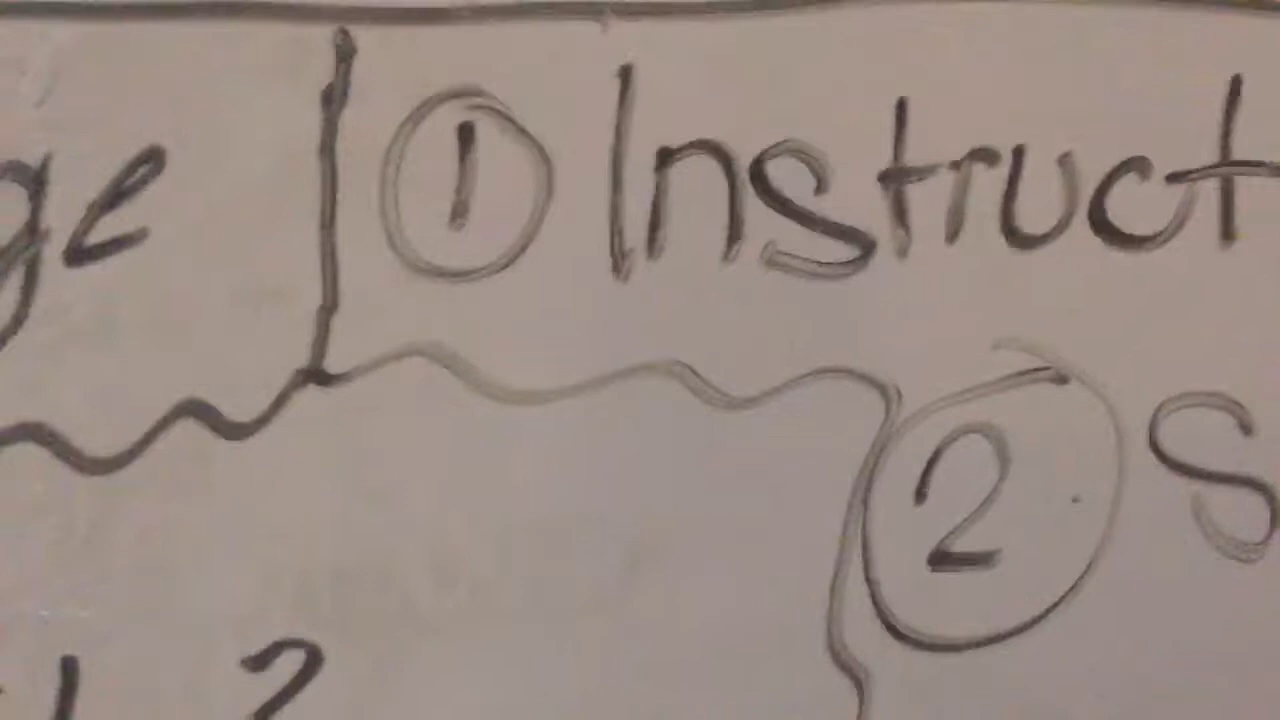 ge ① Instruct
② S
?